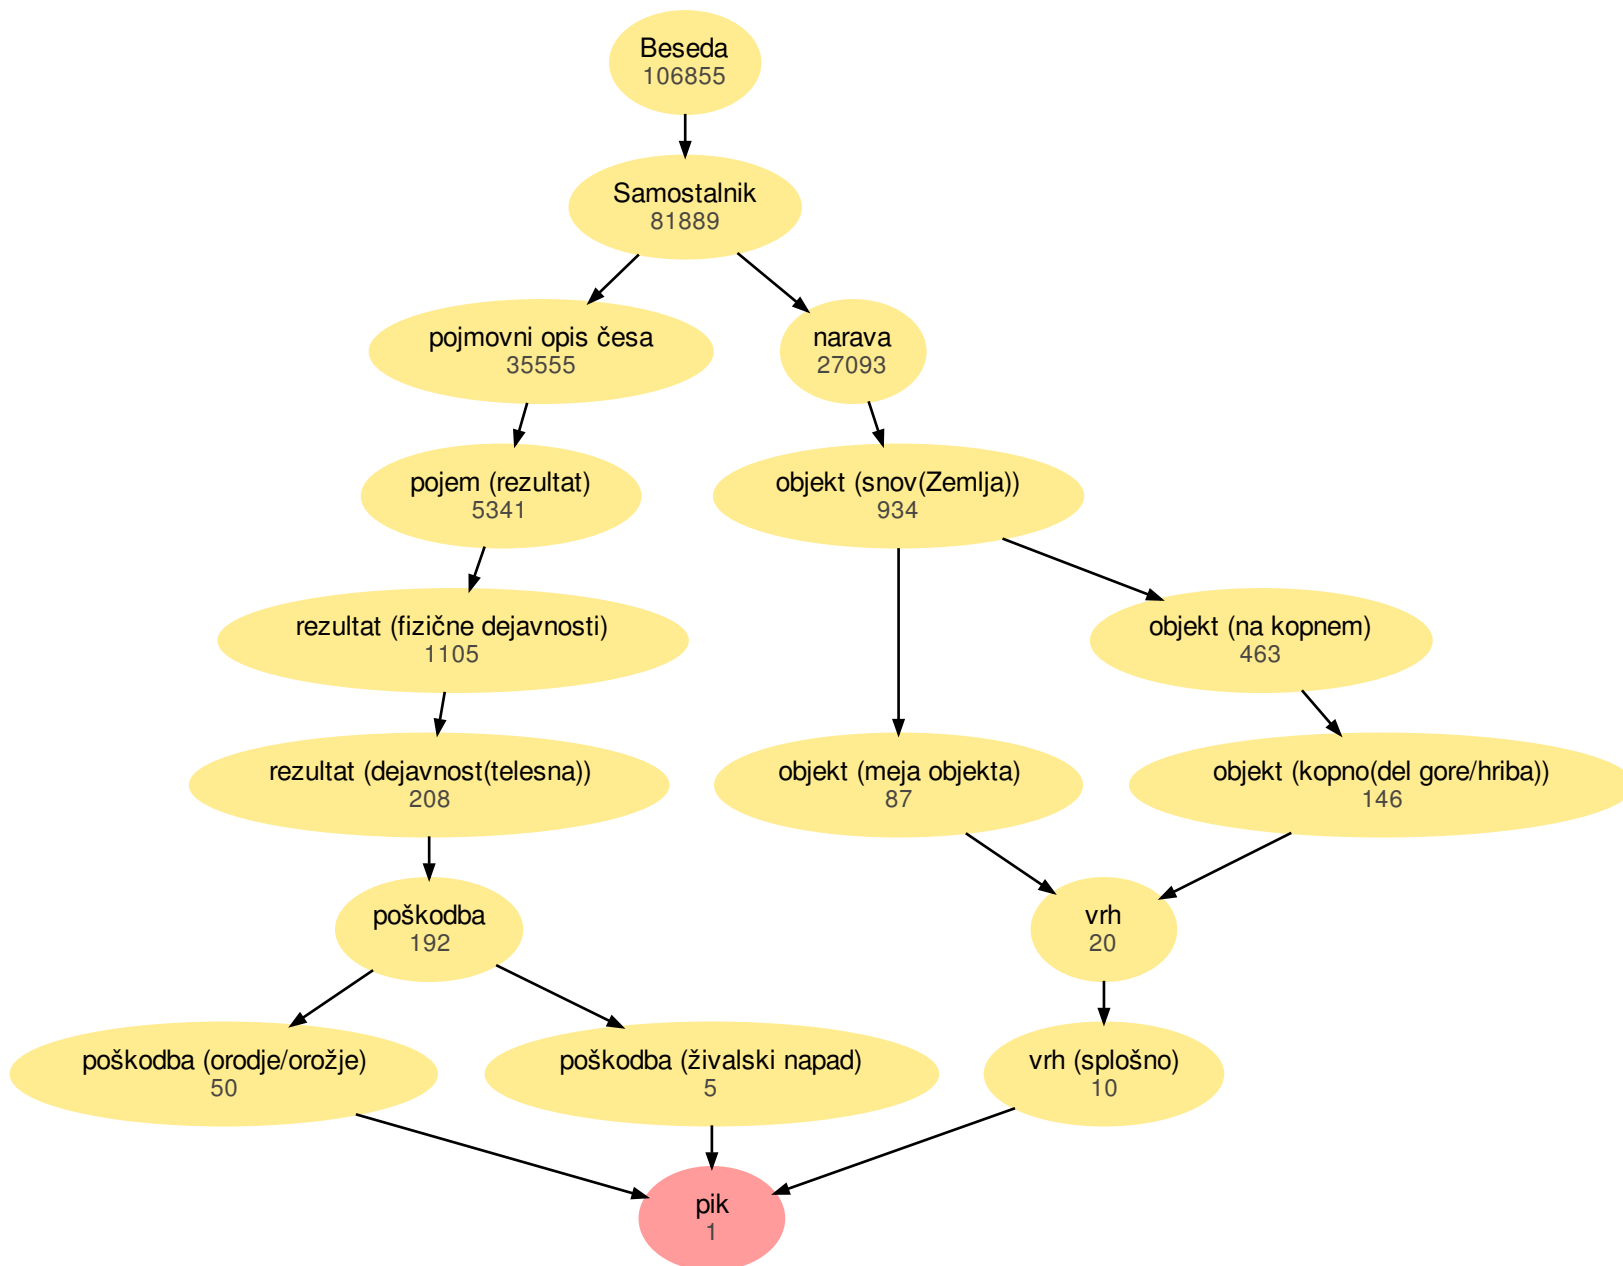 Beseda
106855
Samostalnik
81889
pojmovni opis česa
35555
narava
27093
pojem (rezultat)
5341
objekt (snov(Zemlja))
934
rezultat (fizične dejavnosti)
1105
objekt (na kopnem)
463
rezultat (dejavnost(telesna))
208
objekt (meja objekta)
87
objekt (kopno(del gore/hriba))
146
poškodba
192
vrh
20
poškodba (orodje/orožje)
50
poškodba (živalski napad)
5
vrh (splošno)
10
pik
1